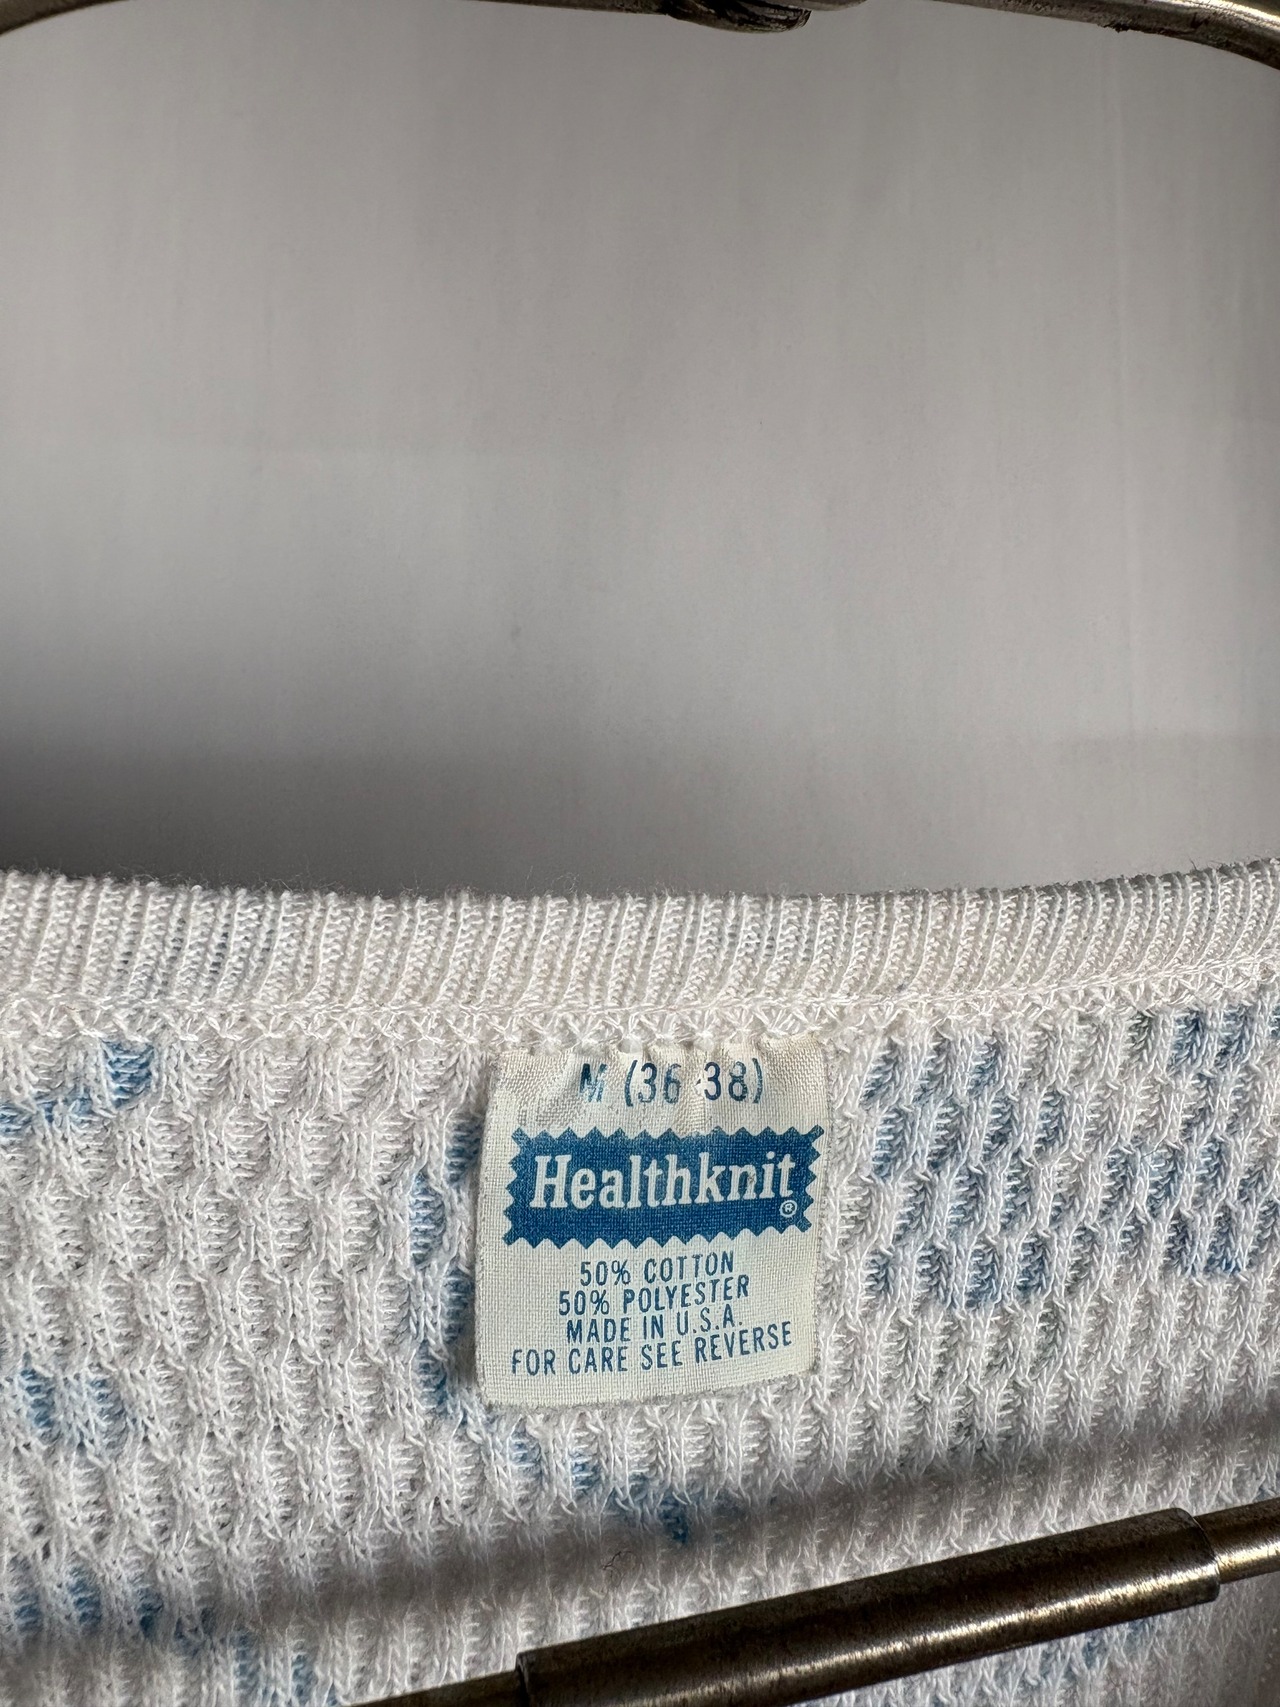 M (36-38)
Healthknit®
50% COTTON
50% POLYESTER
MADE IN U.S.A.
FOR CARE SEE REVERSE